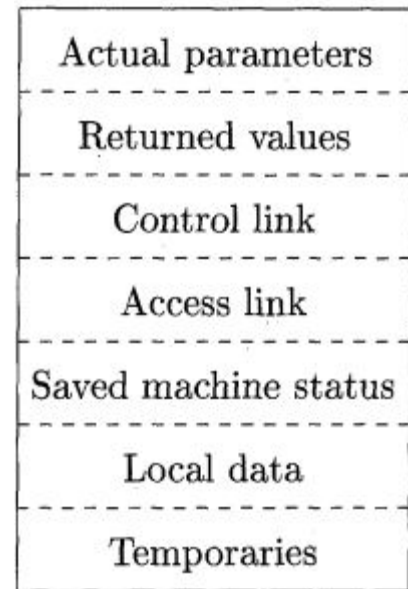 Actual parameters
Returned values
Control link
Access link
Saved machine status
Local data
Temporaries